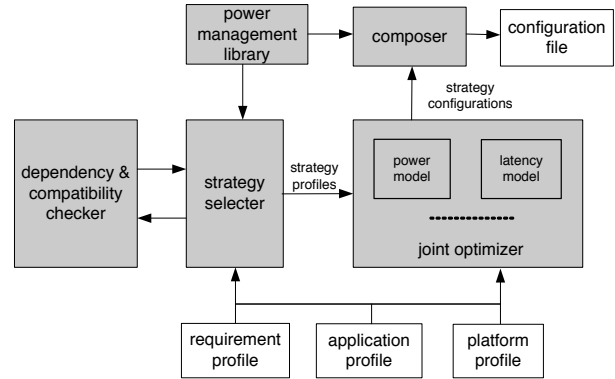 power
management
library
composer
configuration
file
strategy
configurations
dependency &
compatibility
checker
strategy
selecter
strategy
profiles
power
model
latency
model
joint optimizer
requirement
profile
application
profile
platform
profile